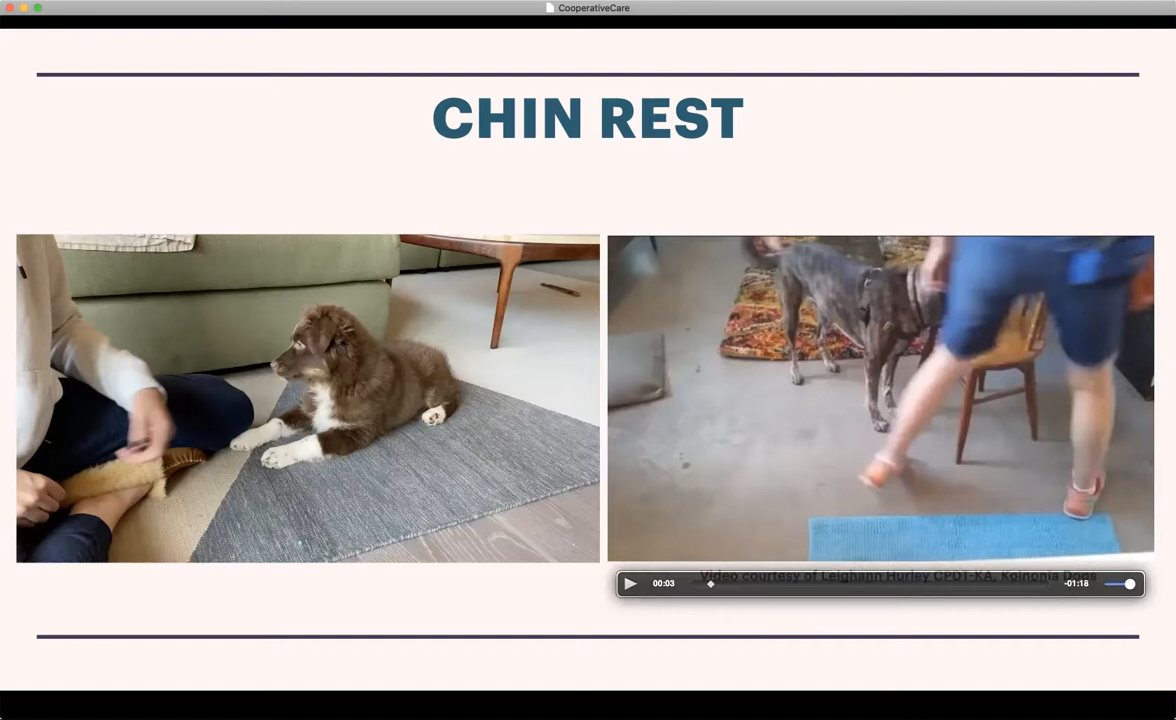 CooperativeCare
CHIN REST
Video courtesy of Leighann Hurley CPDT-KA, Koinonia Dogs
00:03
-01:18